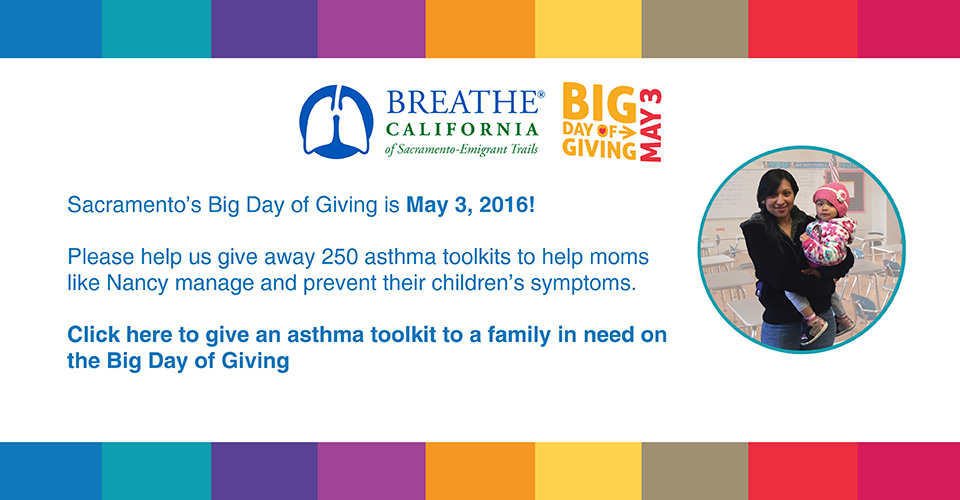 BREATHE®
CALIFORNIA
of Sacramento-Emigrant Trails
BIG
DAY OF
GIVING
MAY 3
Sacramento’s Big Day of Giving is May 3, 2016!
Please help us give away 250 asthma toolkits to help moms
like Nancy manage and prevent their children’s symptoms.
Click here to give an asthma toolkit to a family in need on
the Big Day of Giving